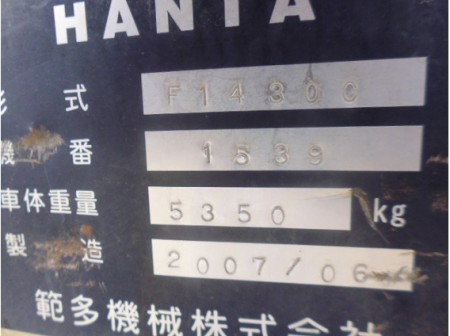 HANTA
形 式 F1430C
機 番 1539
車体重量 5350 kg
製 造 2007/06
範多機械株式会社